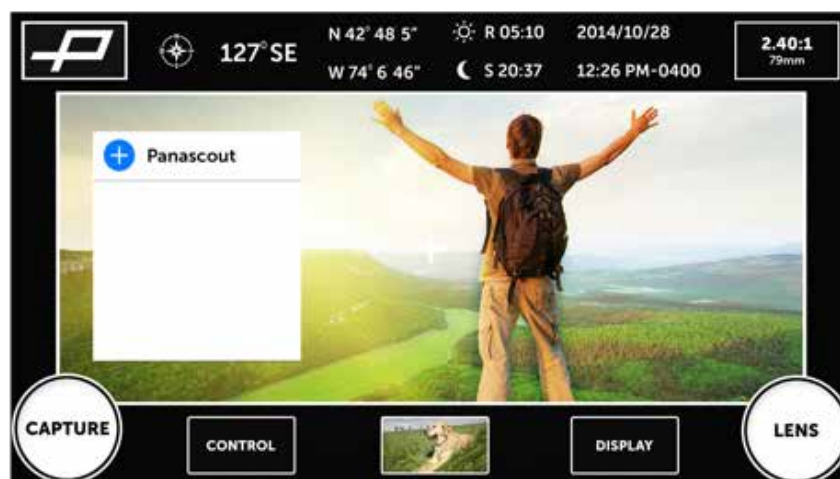 127° SE
N 42° 48 5"
W 74° 6 46"
R 05:10
S 20:37
2014/10/28
12:26 PM-0400
2.40:1
79mm
Panascout
CAPTURE
CONTROL
DISPLAY
LENS